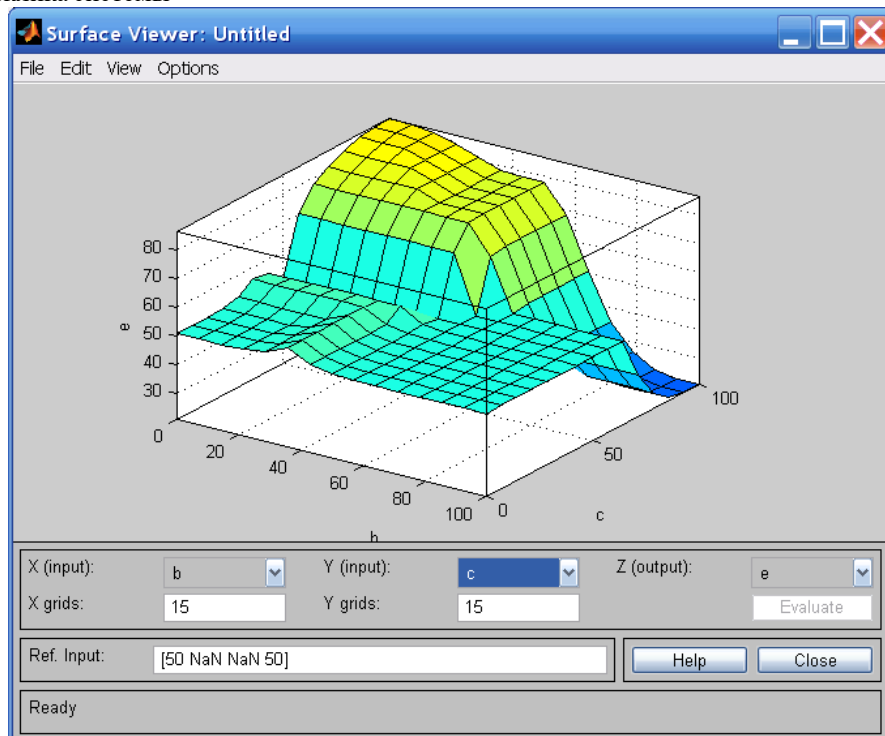 Surface Viewer: Untitled
File Edit View Options
80
70
60
50
40
30
e
0
20
40
60
80
100
0
50
100
c
X (input):
b
Y (input):
c
Z (output):
e
X grids:
15
Y grids:
15
Evaluate
Ref. Input:
[50 NaN NaN 50]
Help
Close
Ready